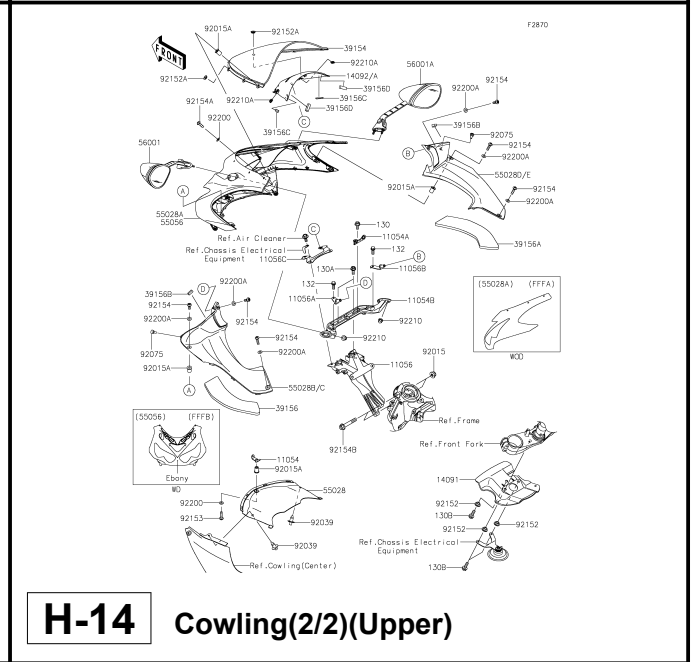 F2870
FRONT
92015A
92152A
39154
92210A
14092/A
39156D
39156C
92152A
92210A
39156D
C
39156C
56001A
92200A
92154
39156B
92075
B
92154
92200A
55028D/E
92154
92200A
92015A
39156A
92154A
92200
56001
A
55028A
55056
Ref.Air Cleaner
Ref.Chassis Electrical
Equipment
11056C
C
130
11054A
132
B
11056B
130A
132
D
11056A
11054B
92210
92210
(55028A) (FFFA)
WOD
D
92200A
39156B
92154
92200A
92154
92154
92075
92200A
92015A
A
55028B/C
39156
11056
92015
Ref.Frame
92154B
Ref.Front Fork
(55056) (FFFB)
Ebony
WD
11054
92015A
55028
92200
92153
92039
92039
Ref.Cowling(Center)
14091
92152
130B
92152
92152
Ref.Chassis Electrical
Equipment
130B
H-14 Cowling(2/2)(Upper)